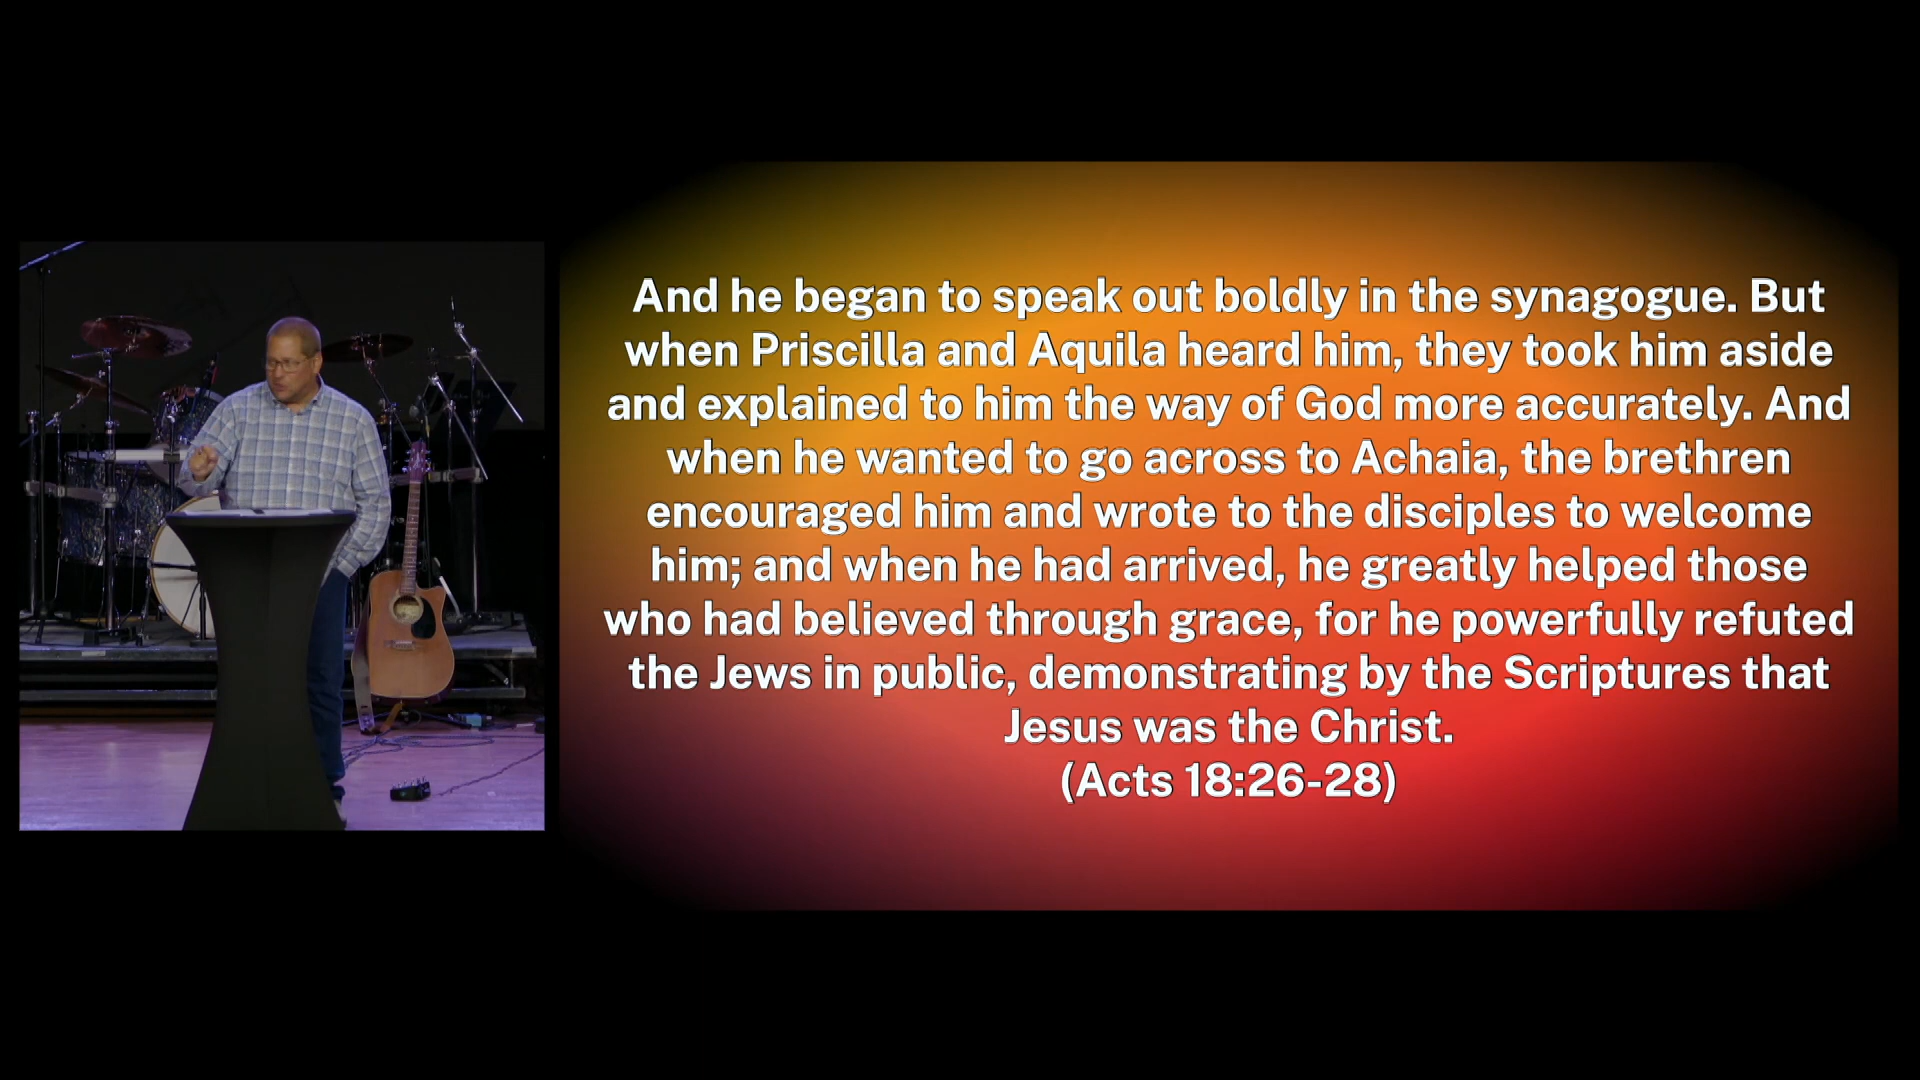 And he began to speak out boldly in the synagogue. But
when Priscilla and Aquila heard him, they took him aside
and explained to him the way of God more accurately. And
when he wanted to go across to Achaia, the brethren
encouraged him and wrote to the disciples to welcome
him; and when he had arrived, he greatly helped those
who had believed through grace, for he powerfully refuted
the Jews in public, demonstrating by the Scriptures that
Jesus was the Christ.
(Acts 18:26-28)